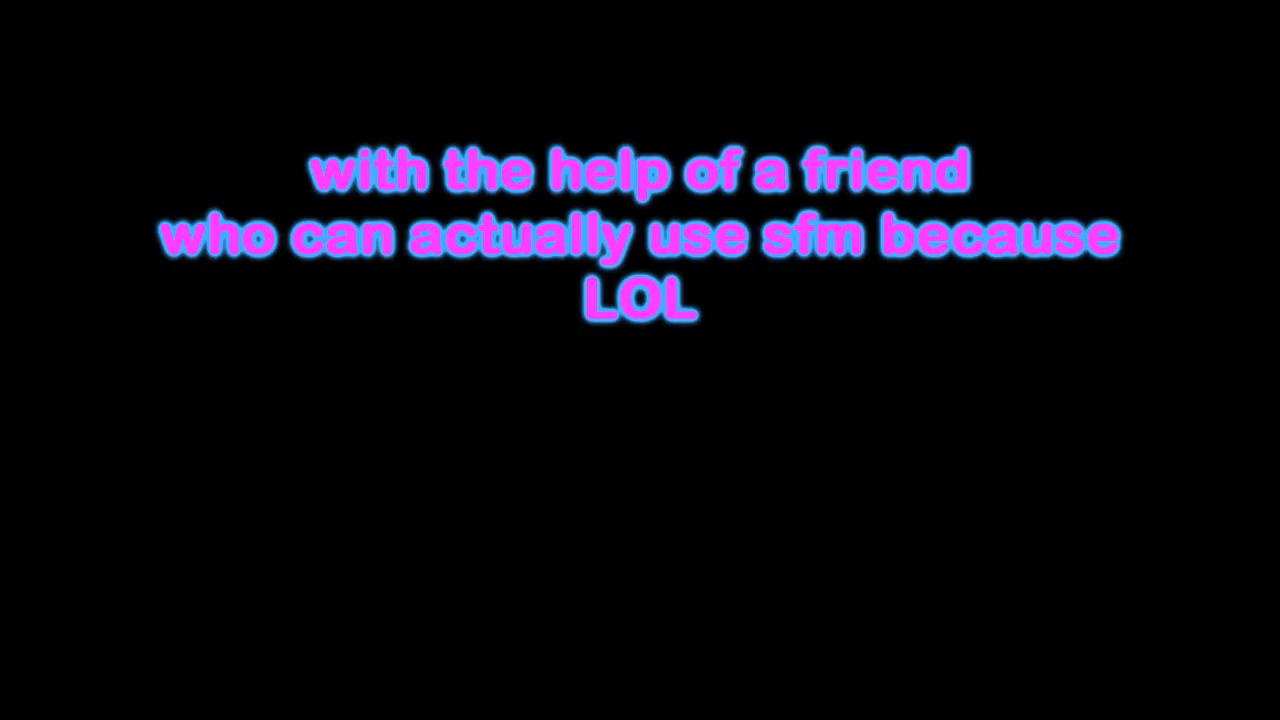 with the help of a friend
who can actually use sfm because
LOL